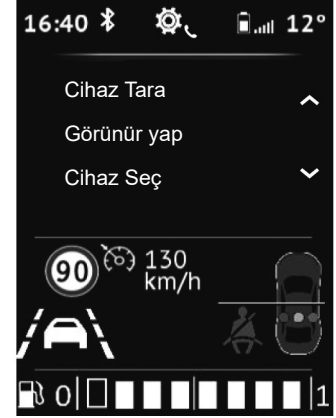 16:40 12°
Cihaz Tara
Görünür yap
Cihaz Seç
90 130
km/h
0 1